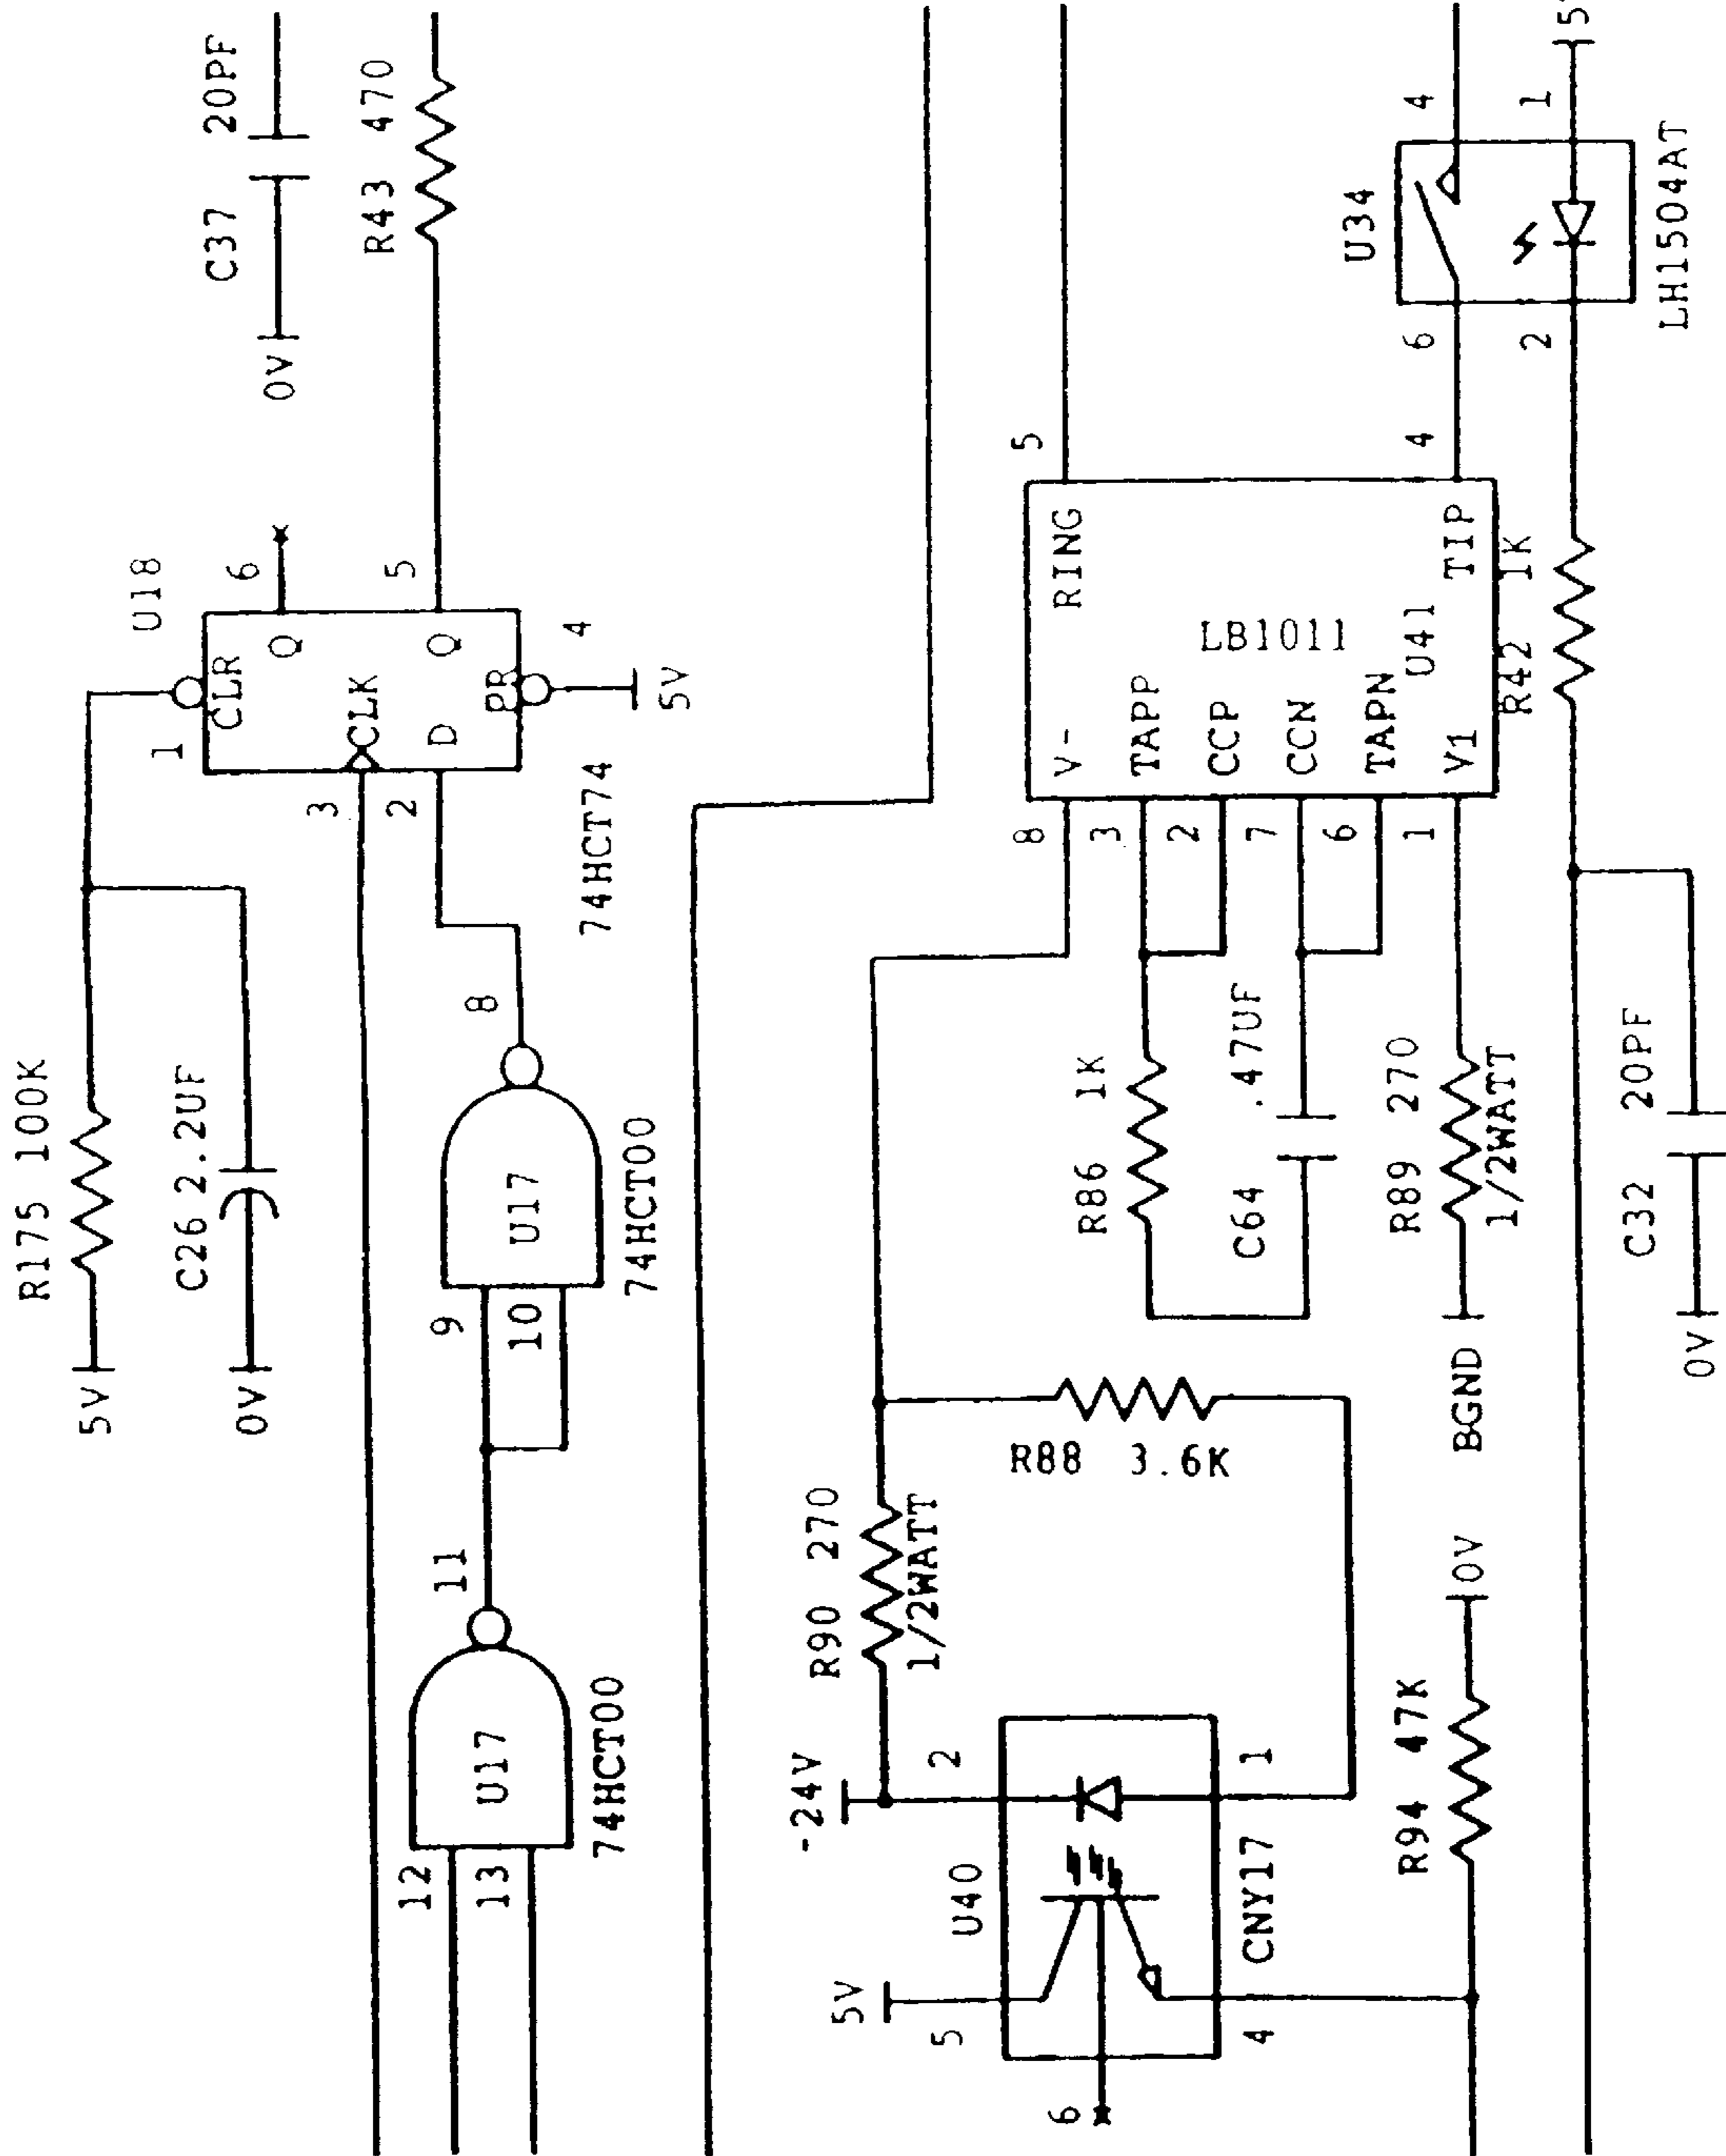 5V
R175 100K
C26 2.2UF
0V
1
U18
CLR
6
Q
3
CLK
2
D
Q
5
PR
4
5V
74HCT74
C37 20PF
0V
R43 470
12
13
U17
11
74HCT00
9
10
U17
8
74HCT00
-24V
R90 270
1/2WATT
R88 3.6K
5V
5
U40
2
6
4
CNY17
1
R94 47K
0V
8
V-
RING
5
3
TAPP
2
CCP
LB1011
7
CCN
6
TAPN
U41
1
V1
TIP
4
R86 1K
C64 .47UF
R89 270
1/2WATT
BGND
R42 1K
C32 20PF
0V
U34
6
4
2
1
LH1504AT